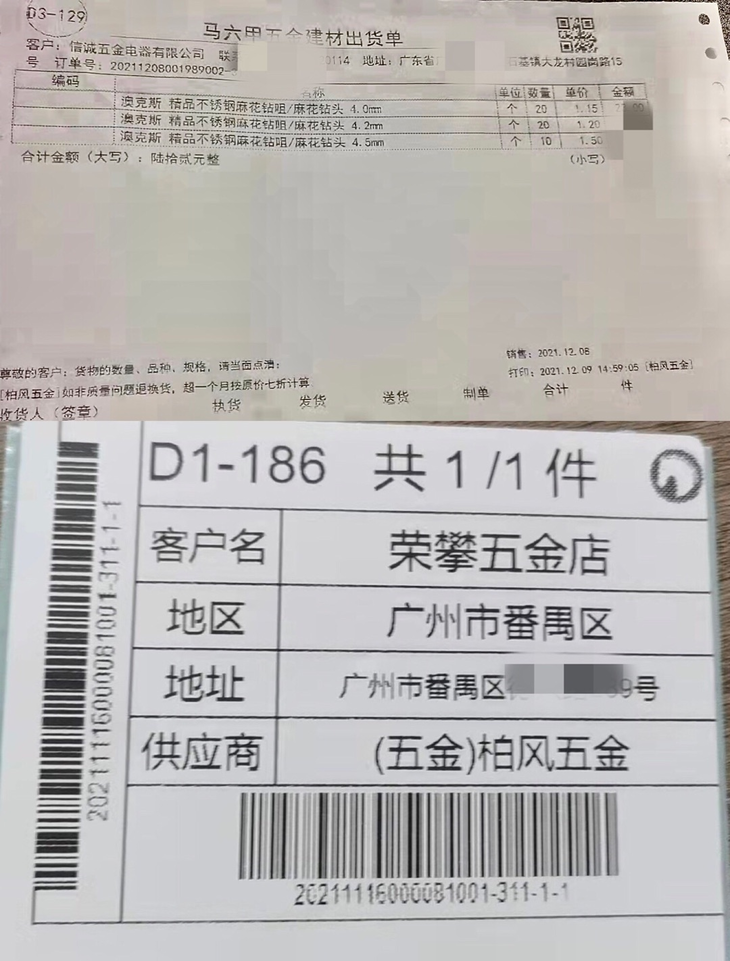 D3-129
马六甲五金建材出货单
客户：信诚五金电器有限公司
号 订单号：20211208001989002
0114 地址：广东省 石基镇大龙村园岗路15
编码 名称 单位 数量 单价 金额
澳克斯 精品不锈钢麻花钻咀/麻花钻头 4.0mm 个 20 1.15
澳克斯 精品不锈钢麻花钻咀/麻花钻头 4.2mm 个 20 1.20
澳克斯 精品不锈钢麻花钻咀/麻花钻头 4.5mm 个 10 1.50
合计金额（大写）：陆拾贰元整 （小写）
销售：2021.12.08
尊敬的客户：货物的数量、品种、规格，请当面点清；
打印：2021.12.09 14:59:05 [柏风五金]
[柏风五金]如非质量问题退换货，超一个月按原价七折计算
收货人（签章） 执货 发货 送货 制单 合计 件
D1-186 共 1 /1 件
客户名 荣攀五金店
地区 广州市番禺区
地址 广州市番禺区 号
供应商 (五金)柏风五金
20211116000081001-311-1-1
20211116000081001-311-1-1